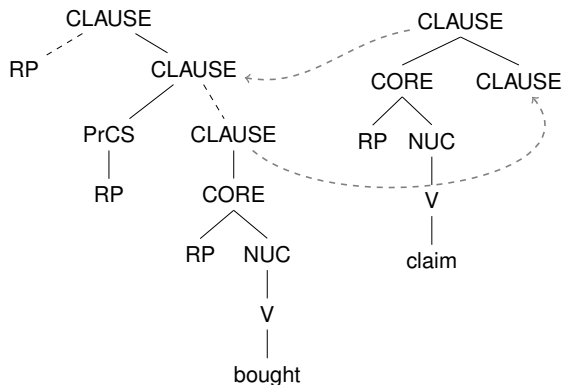 CLAUSE CLAUSE
RP CLAUSE CORE CLAUSE
PrCS CLAUSE RP NUC
RP CORE V
RP NUC claim
V
bought